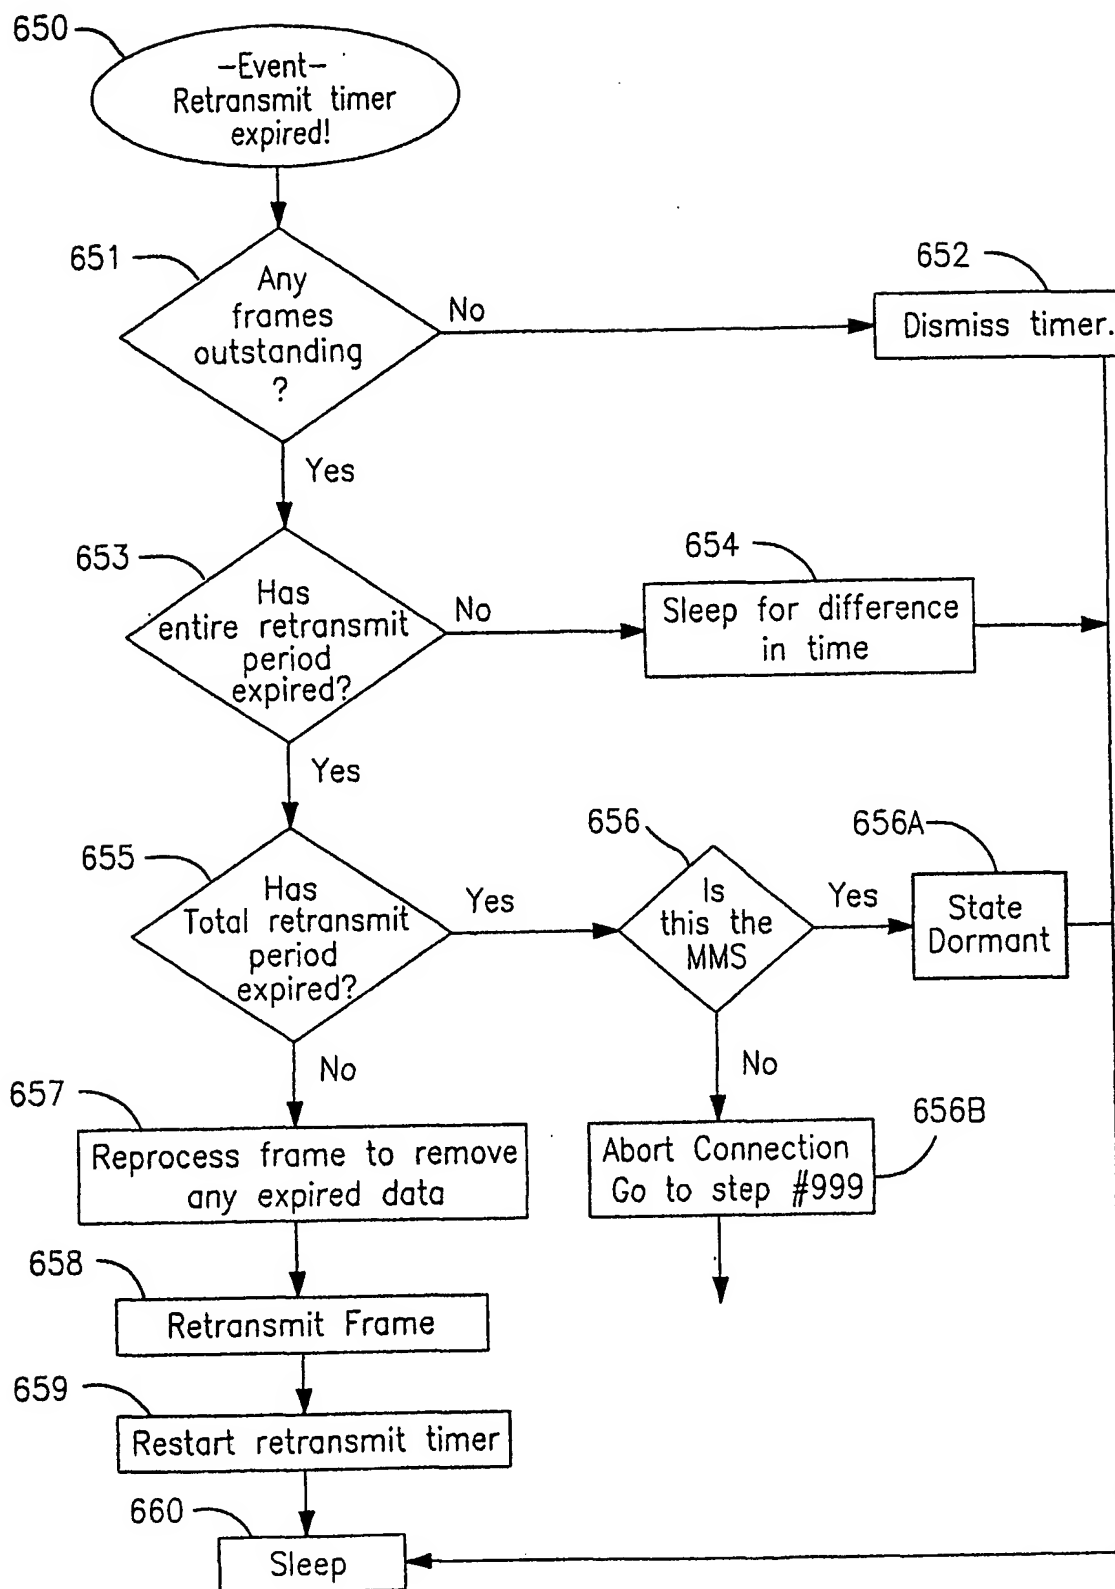 650
-Event-
Retransmit timer
expired!
651
Any
frames
outstanding
?
No
652
Dismiss timer.
Yes
653
Has
entire retransmit
period
expired?
No
654
Sleep for difference
in time
Yes
655
Has
Total retransmit
period
expired?
Yes
656
Is
this the
MMS
Yes
656A
State
Dormant
No
No
656B
Abort Connection
Go to step #999
657
Reprocess frame to remove
any expired data
658
Retransmit Frame
659
Restart retransmit timer
660
Sleep